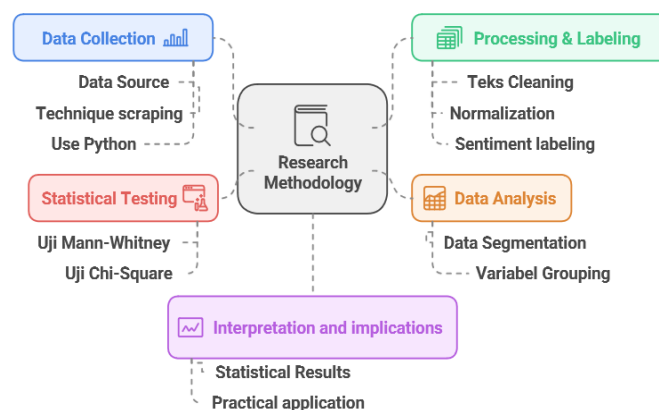 Data Collection
Data Source
Technique scraping
Use Python
Processing & Labeling
Teks Cleaning
Normalization
Sentiment labeling
Research
Methodology
Statistical Testing
Uji Mann-Whitney
Uji Chi-Square
Data Analysis
Data Segmentation
Variabel Grouping
Interpretation and implications
Statistical Results
Practical application